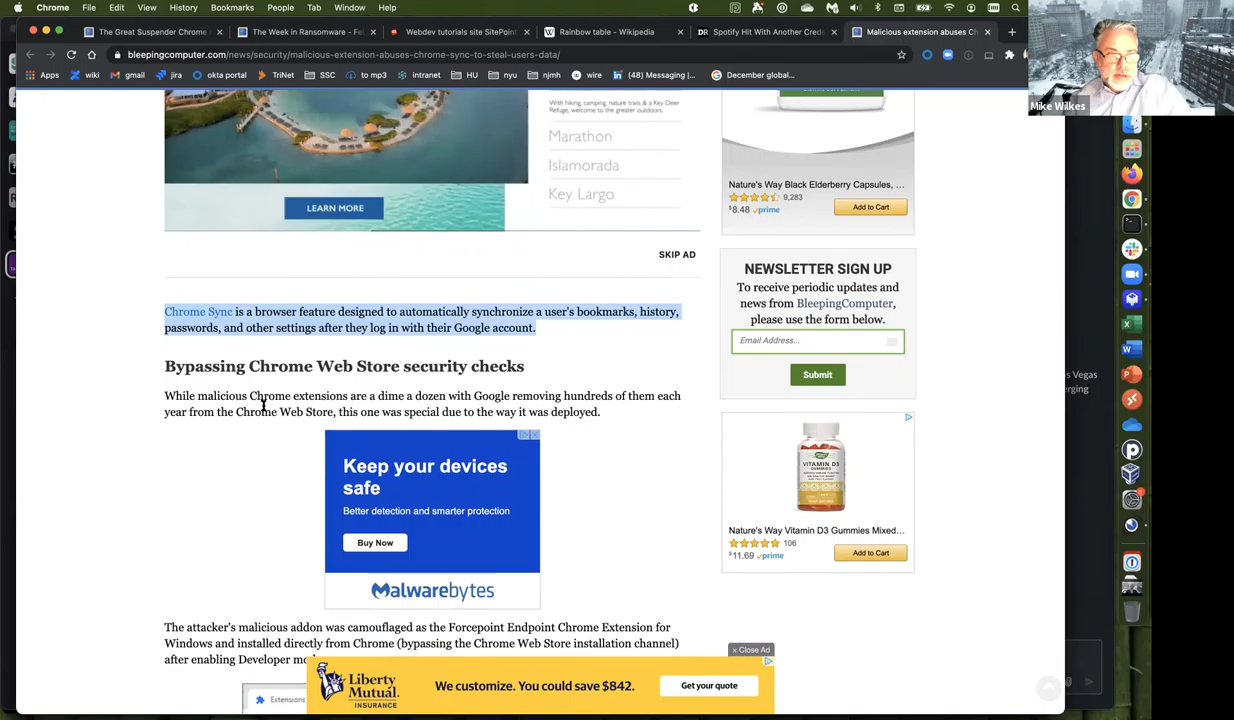 Chrome File Edit View History Bookmarks People Tab Window Help
The Great Suspender Chrome
The Week in Ransomware - Fe
Webdev tutorials site SitePoint
Rainbow table - Wikipedia
Spotify Hit With Another Crede
Malicious extension abuses Ch
bleepingcomputer.com/news/security/malicious-extension-abuses-chrome-sync-to-steal-users-data/
Apps wiki gmail jira okta portal TriNet SSC to mp3 intranet HU nyu njmh wire (48) Messaging |... December global...
Mike Wilkes
With hiking, camping, nature trails & a Key Deer
Refuge, welcome to the greater outdoors.
Marathon
Islamorada
Key Largo
LEARN MORE
SKIP AD
Chrome Sync is a browser feature designed to automatically synchronize a user's bookmarks, history,
passwords, and other settings after they log in with their Google account.
Bypassing Chrome Web Store security checks
While malicious Chrome extensions are a dime a dozen with Google removing hundreds of them each
year from the Chrome Web Store, this one was special due to the way it was deployed.
Keep your devices
safe
Better detection and smarter protection
Buy Now
Malwarebytes
The attacker's malicious addon was camouflaged as the Forcepoint Endpoint Chrome Extension for
Windows and installed directly from Chrome (bypassing the Chrome Web Store installation channel)
after enabling Developer mo
Extensions
Nature's Way Black Elderberry Capsules, ...
9,283
$8.48 prime
Add to Cart
NEWSLETTER SIGN UP
To receive periodic updates and
news from BleepingComputer,
please use the form below.
Email Address...
Submit
VITAMIN D3
GUMMIES
Nature's Way Vitamin D3 Gummies Mixed...
106
$11.69 prime
Add to Cart
× Close Ad
Liberty
Mutual.
INSURANCE
We customize. You could save $842.
Get your quote
s Vegas
erging